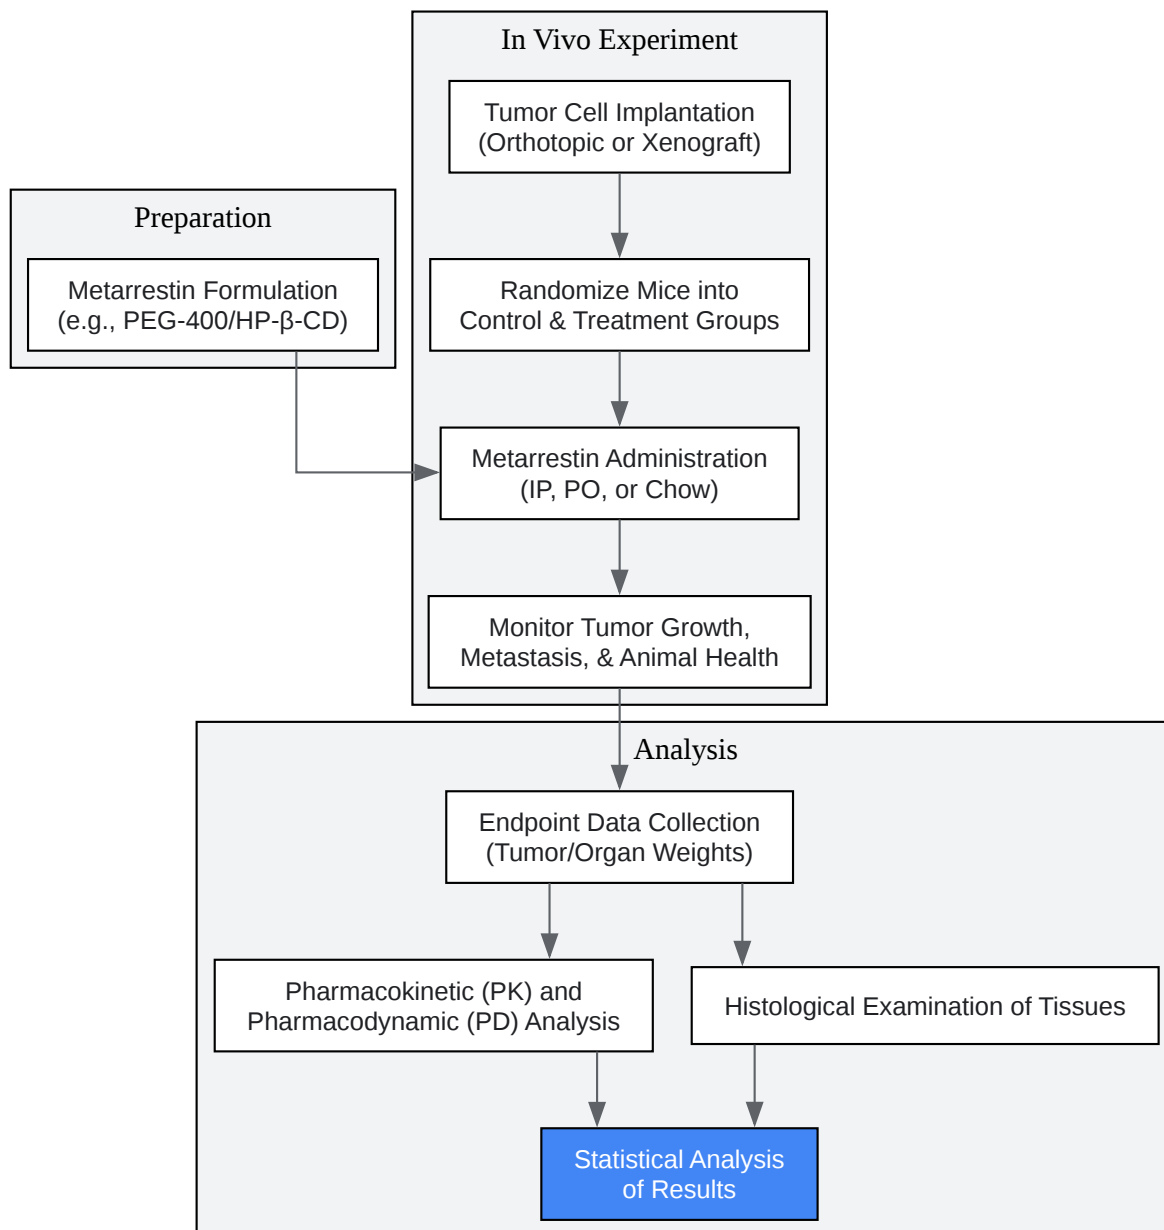 In Vivo Experiment
Tumor Cell Implantation
(Orthotopic or Xenograft)
Preparation
Metarrestin Formulation
(e.g., PEG-400/HP-β-CD)
Randomize Mice into
Control & Treatment Groups
Metarrestin Administration
(IP, PO, or Chow)
Monitor Tumor Growth,
Metastasis, & Animal Health
Analysis
Endpoint Data Collection
(Tumor/Organ Weights)
Pharmacokinetic (PK) and
Pharmacodynamic (PD) Analysis
Histological Examination of Tissues
Statistical Analysis
of Results